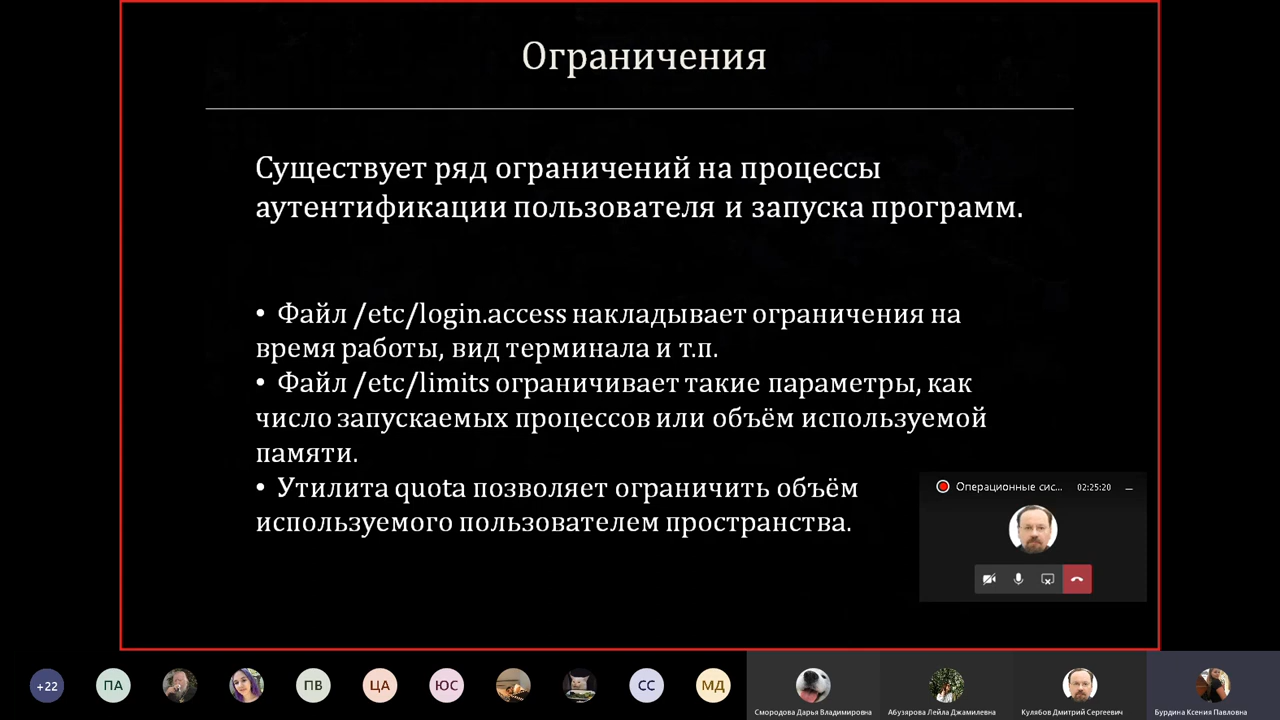 Ограничения
Существует ряд ограничений на процессы
аутентификации пользователя и запуска программ.
• Файл /etc/login.access накладывает ограничения на
время работы, вид терминала и т.п.
• Файл /etc/limits ограничивает такие параметры, как
число запускаемых процессов или объём используемой
памяти.
• Утилита quota позволяет ограничить объём
используемого пользователем пространства.
Операционные сис... 02:25:20
+22 ПА ПВ ЦА ЮС СС МД
Смородова Дарья Владимировна Абузярова Лейла Джамилевна Кулябов Дмитрий Сергеевич Бурдина Ксения Павловна